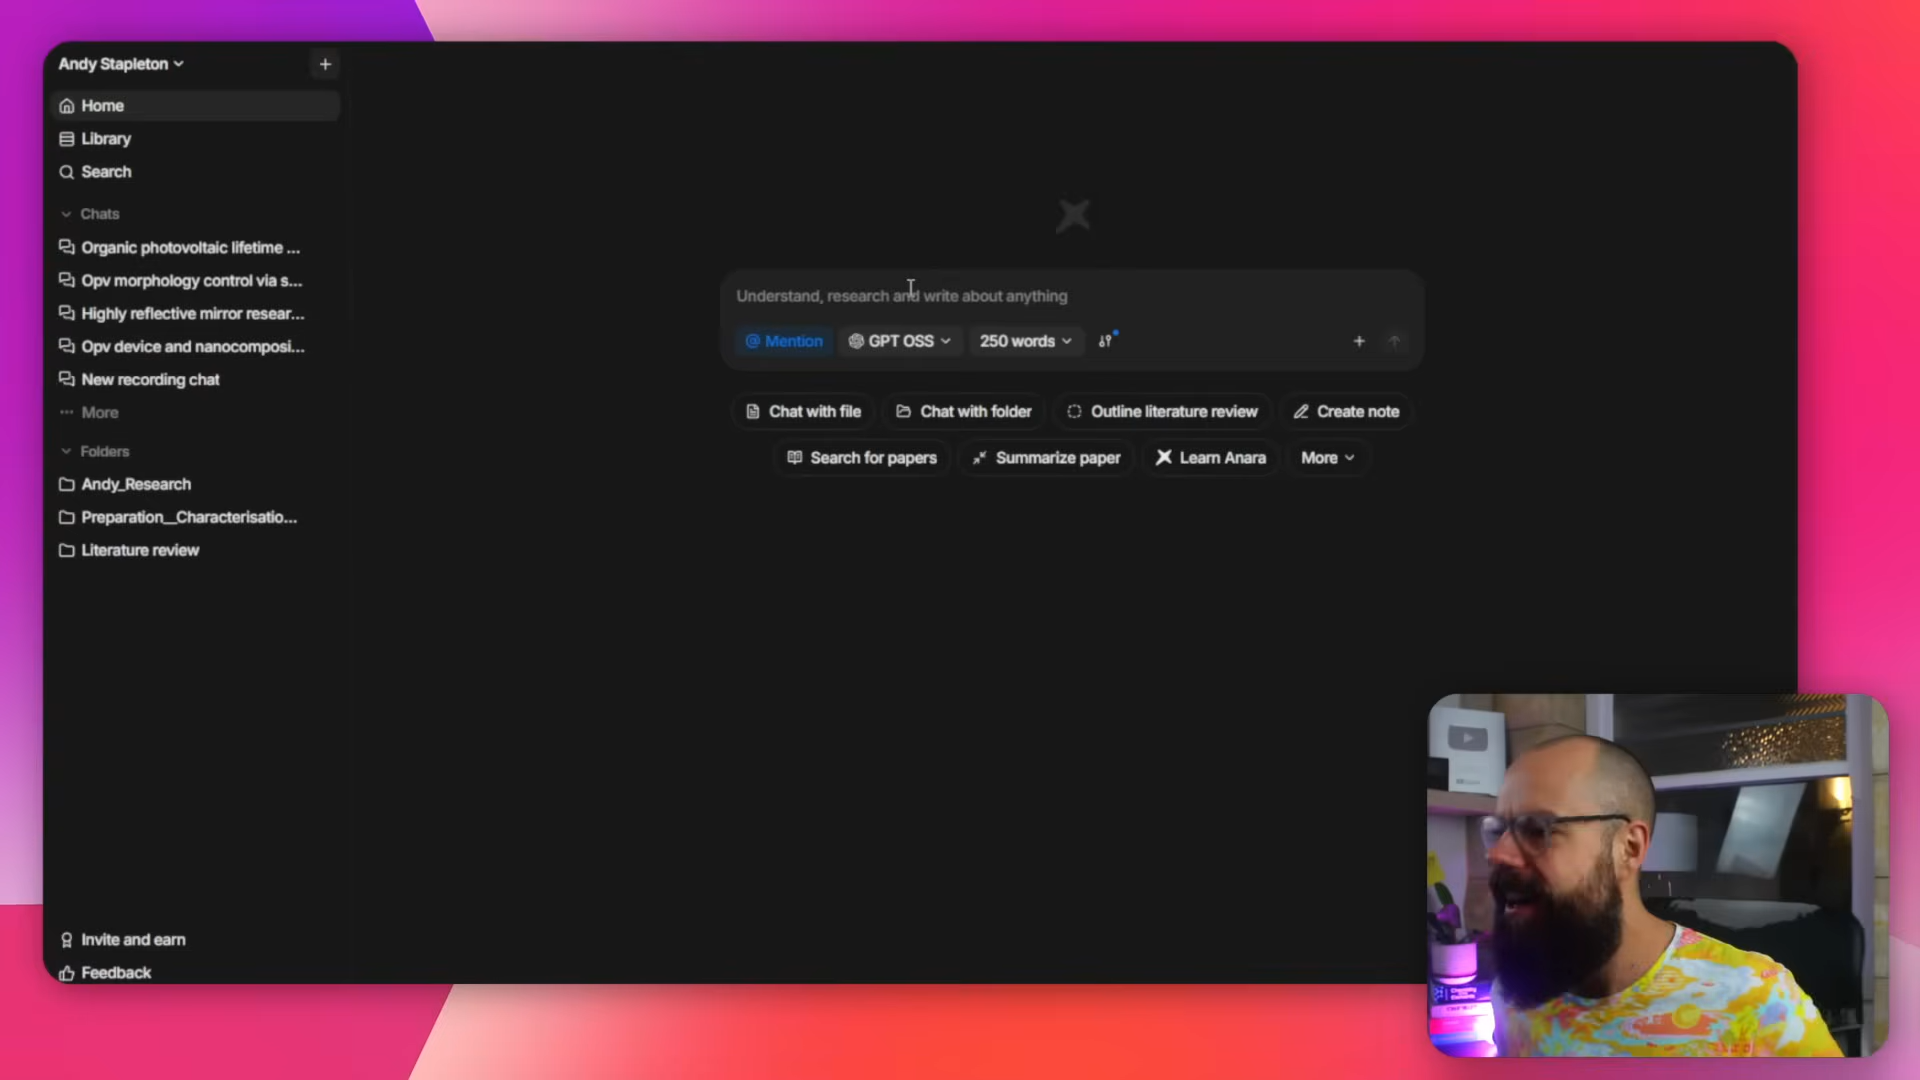 Andy Stapleton
Home
Library
Search
Chats
Organic photovoltaic lifetime ...
Opv morphology control via s...
Highly reflective mirror resear...
Opv device and nanocomposi...
New recording chat
More
Folders
Andy_Research
Preparation__Characterisatio...
Literature review
Invite and earn
Feedback
Understand, research and write about anything
@ Mention
GPT OSS
250 words
Chat with file
Chat with folder
Outline literature review
Create note
Search for papers
Summarize paper
Learn Anara
More